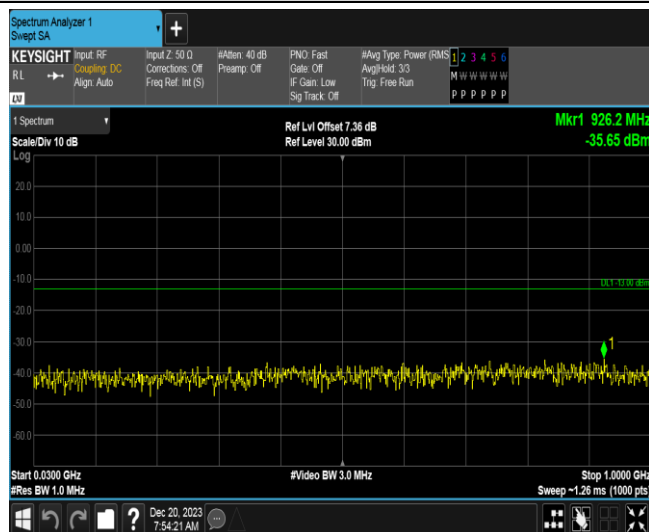 Spectrum Analyzer 1
Swept SA
+
KEYSIGHT
RL
LXI
Input: RF
Coupling: DC
Align: Auto
Input Z: 50 Ω
Corrections: Off
Freq Ref: Int (S)
#Atten: 40 dB
Preamp: Off
PNO: Fast
Gate: Off
IF Gain: Low
Sig Track: Off
#Avg Type: Power (RMS
Avg|Hold: 3/3
Trig: Free Run
1 2 3 4 5 6
M W W W W W
P P P P P P
1 Spectrum
Scale/Div 10 dB
Log
Ref Lvl Offset 7.36 dB
Ref Level 30.00 dBm
Mkr1 926.2 MHz
-35.65 dBm
20.0
10.0
0.00
-10.0
DL1 -13.00 dBm
-20.0
-30.0
1
-40.0
-50.0
-60.0
Start 0.0300 GHz
#Res BW 1.0 MHz
#Video BW 3.0 MHz
Stop 1.0000 GHz
Sweep ~1.26 ms (1000 pts)
?
Dec 20, 2023
7:54:21 AM